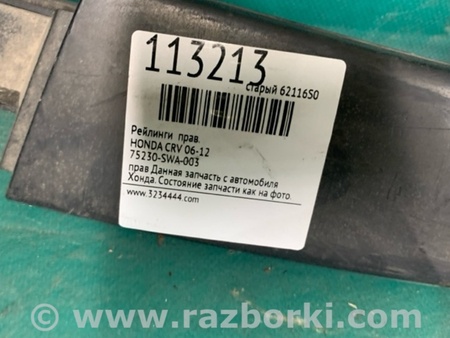 113213
старый 6211650
Рейлинги прав.
HONDA CRV 06-12
75230-SWA-003
прав Данная запчасть с автомобиля
Хонда. Состояние запчасти как на фото.
www.3234444.com
www.razborki.com